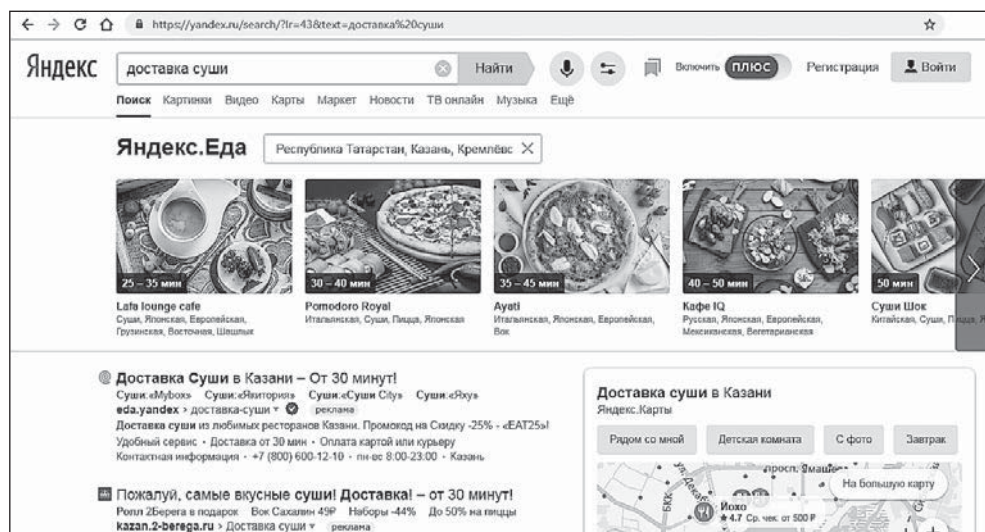 https://yandex.ru/search/?lr=43&text=доставка%20суши
Яндекс
доставка суши
Найти
Включить плюс
Регистрация
Войти
Поиск Картинки Видео Карты Маркет Новости ТВ онлайн Музыка Ещё
Яндекс.Еда
Республика Татарстан, Казань, Кремлёвс
25 – 35 мин
30 – 40 мин
35 – 45 мин
40 – 50 мин
50 мин
Lafa lounge cafe
Суши, Японская, Европейская,
Грузинская, Восточная, Шашлык
Pomodoro Royal
Итальянская, Суши, Пицца, Японская
Ayati
Итальянская, Японская, Европейская,
Вок
Кафе IQ
Русская, Японская, Европейская,
Мексиканская, Вегетарианская
Суши Шок
Китайская, Суши,
Доставка Суши в Казани – От 30 минут!
Суши «Mybox» Суши «Якитория» Суши «Суши City» Суши «Яху»
eda.yandex › доставка-суши реклама
Доставка суши из любимых ресторанов Казани. Промокод на Скидку -25% - «EAT25»!
Удобный сервис · Доставка от 30 мин · Оплата картой или курьеру
Контактная информация · +7 (800) 600-12-10 · пн-вс 8:00-23:00 · Казань
Пожалуй, самые вкусные суши! Доставка! – от 30 минут!
Ролл 2Берега в подарок Вок Сахалин 49₽ Наборы -44% До 50% на пиццы
kazan.2-berega.ru › Доставка суши реклама
Доставка суши в Казани
Яндекс.Карты
Рядом со мной
Детская комната
С фото
Завтрак
просп. Ямашева
На большую карту
ул. Декаб
БКК
Йохо
4.7 Ср. чек: от 500 ₽